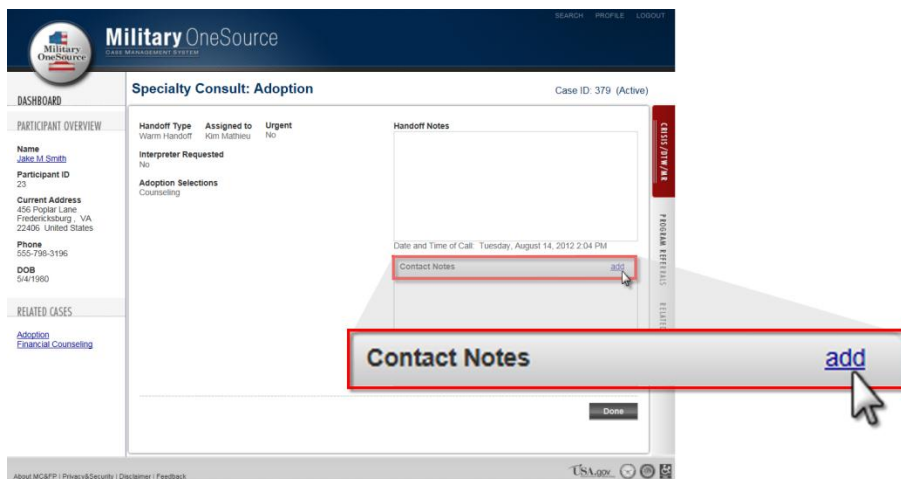 SEARCH PROFILE LOGOUT
Military OneSource
Military OneSource
CASE MANAGEMENT SYSTEM
DASHBOARD
Specialty Consult: Adoption
Case ID: 379 (Active)
PARTICIPANT OVERVIEW
Name
Jake M Smith
Participant ID
23
Current Address
456 Poplar Lane
Fredericksburg , VA
22406 United States
Phone
555-798-3196
DOB
5/4/1980
RELATED CASES
Adoption
Financial Counseling
Handoff Type Assigned to Urgent
Warm Handoff Kim Mathieu No
Interpreter Requested
No
Adoption Selections
Counseling
Handoff Notes
Date and Time of Call: Tuesday, August 14, 2012 2:04 PM
Contact Notes add
Contact Notes add
Done
CRISIS/DTW/MR
PROGRAM REFERRALS
RELATED
About MC&FP | Privacy&Security | Disclaimer | Feedback
USA.gov